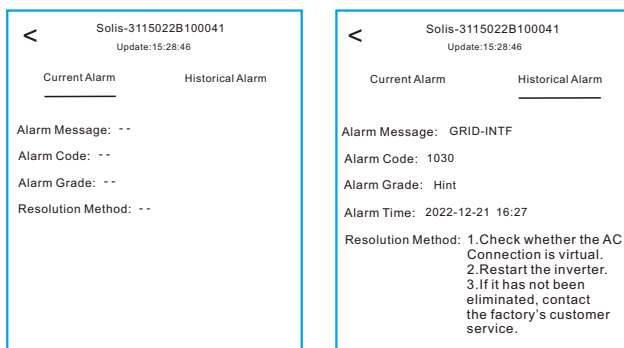 <
Solis-3115022B100041
Update:15:28:46
Current Alarm Historical Alarm
Alarm Message: --
Alarm Code: --
Alarm Grade: --
Resolution Method: --
<
Solis-3115022B100041
Update:15:28:46
Current Alarm Historical Alarm
Alarm Message: GRID-INTF
Alarm Code: 1030
Alarm Grade: Hint
Alarm Time: 2022-12-21 16:27
Resolution Method: 1.Check whether the AC
Connection is virtual.
2.Restart the inverter.
3.If it has not been
eliminated, contact
the factory's customer
service.